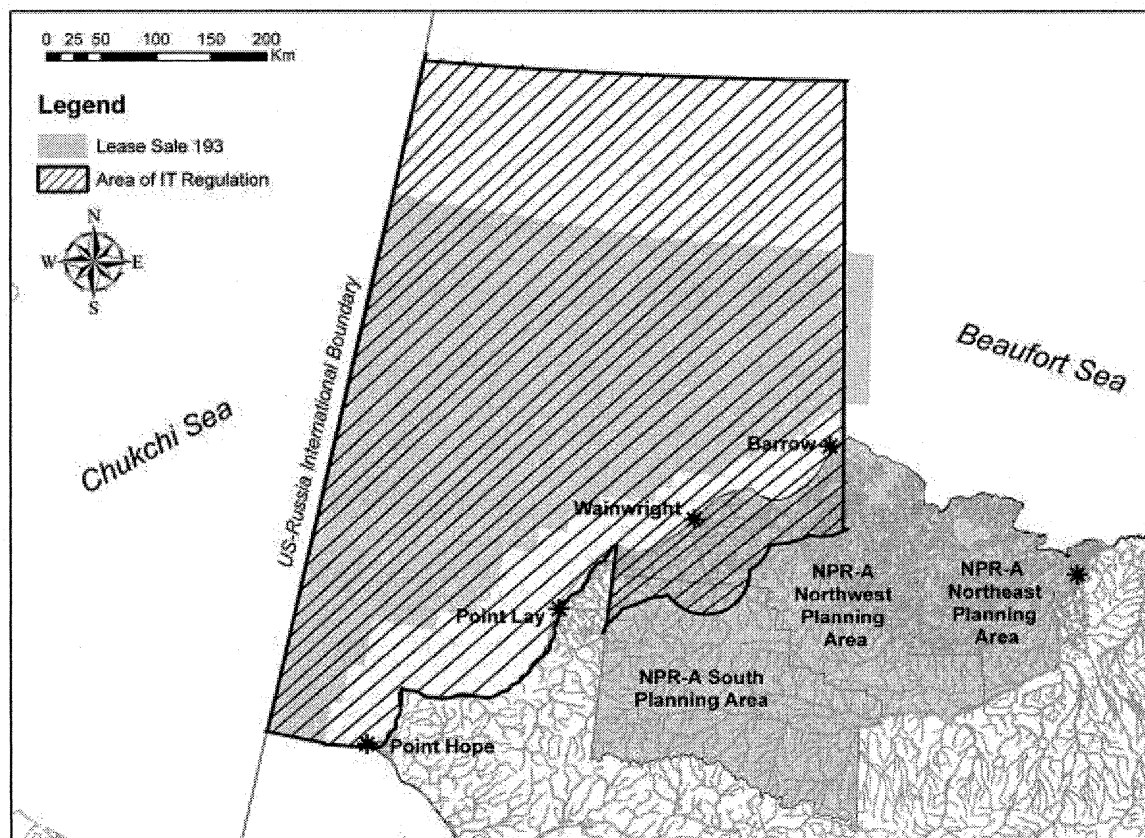 0 25 50 100 150 200
Km
Legend
Lease Sale 193
Area of IT Regulation
N
W E
S
US-Russia International Boundary
Chukchi Sea
Beaufort Sea
Barrow
Wainwright
Point Lay
Point Hope
NPR-A
Northwest
Planning
Area
NPR-A
Northeast
Planning
Area
NPR-A South
Planning Area